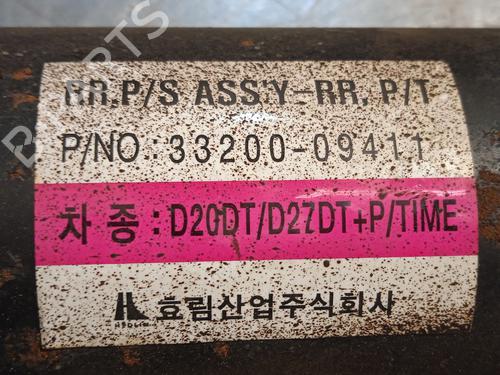 RR.P/S ASS'Y-RR, P/T
P/NO : 33200-09411
차 종 : D20DT/D27DT+P/TIME
효림산업주식회사